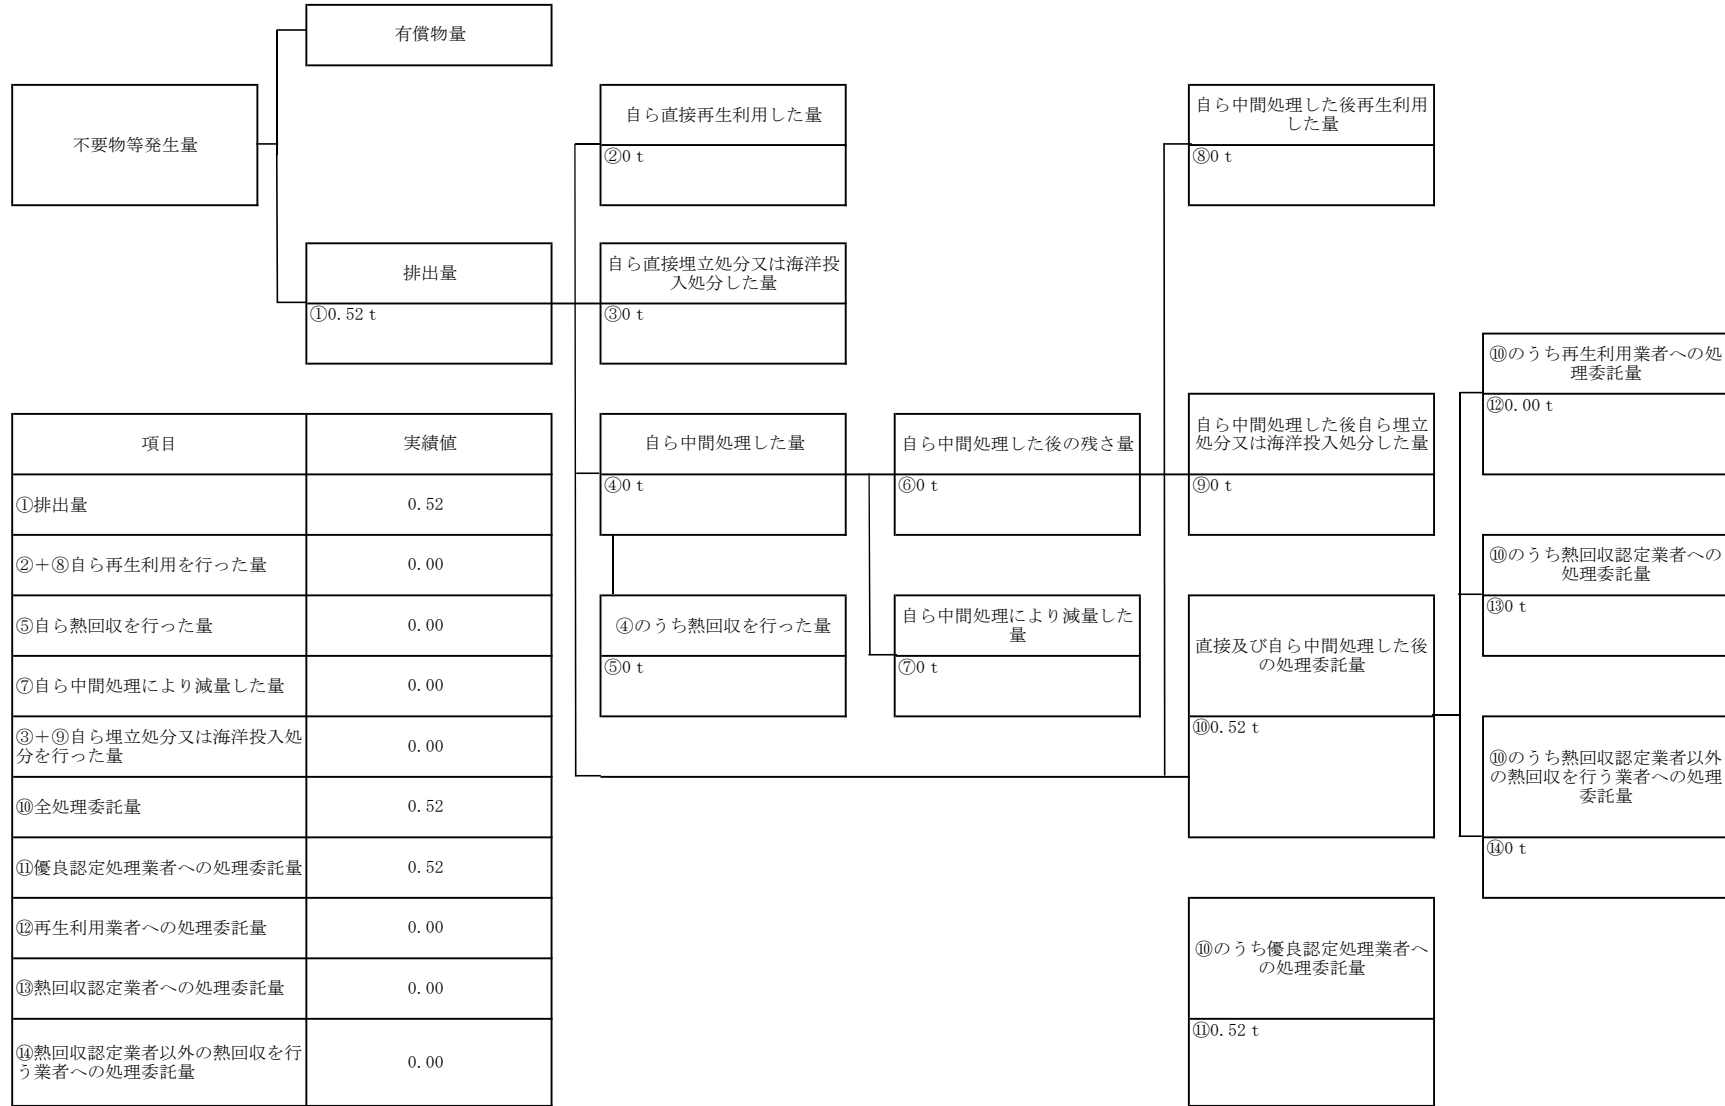 有償物量
不要物等発生量
自ら直接再生利用した量
②0 t
自ら中間処理した後再生利用
した量
⑧0 t
排出量
①0.52 t
自ら直接埋立処分又は海洋投
入処分した量
③0 t
⑩のうち再生利用業者への処
理委託量
⑫0.00 t
項目
実績値
①排出量
0.52
②＋⑧自ら再生利用を行った量
0.00
⑤自ら熱回収を行った量
0.00
⑦自ら中間処理により減量した量
0.00
③＋⑨自ら埋立処分又は海洋投入処
分を行った量
0.00
⑩全処理委託量
0.52
⑪優良認定処理業者への処理委託量
0.52
⑫再生利用業者への処理委託量
0.00
⑬熱回収認定業者への処理委託量
0.00
⑭熱回収認定業者以外の熱回収を行
う業者への処理委託量
0.00
自ら中間処理した量
④0 t
自ら中間処理した後の残さ量
⑥0 t
自ら中間処理した後自ら埋立
処分又は海洋投入処分した量
⑨0 t
④のうち熱回収を行った量
⑤0 t
自ら中間処理により減量した
量
⑦0 t
直接及び自ら中間処理した後
の処理委託量
⑩0.52 t
⑩のうち熱回収認定業者への
処理委託量
⑬0 t
⑩のうち熱回収認定業者以外
の熱回収を行う業者への処理
委託量
⑭0 t
⑩のうち優良認定処理業者へ
の処理委託量
⑪0.52 t